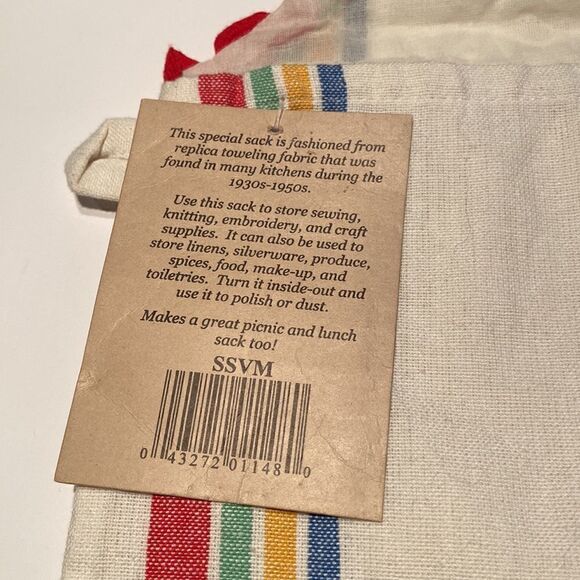 This special sack is fashioned from
replica toweling fabric that was
found in many kitchens during the
1930s-1950s.
Use this sack to store sewing,
knitting, embroidery, and craft
supplies. It can also be used to
store linens, silverware, produce,
spices, food, make-up, and
toiletries. Turn it inside-out and
use it to polish or dust.
Makes a great picnic and lunch
sack too!
SSVM
0 43272 01148 0